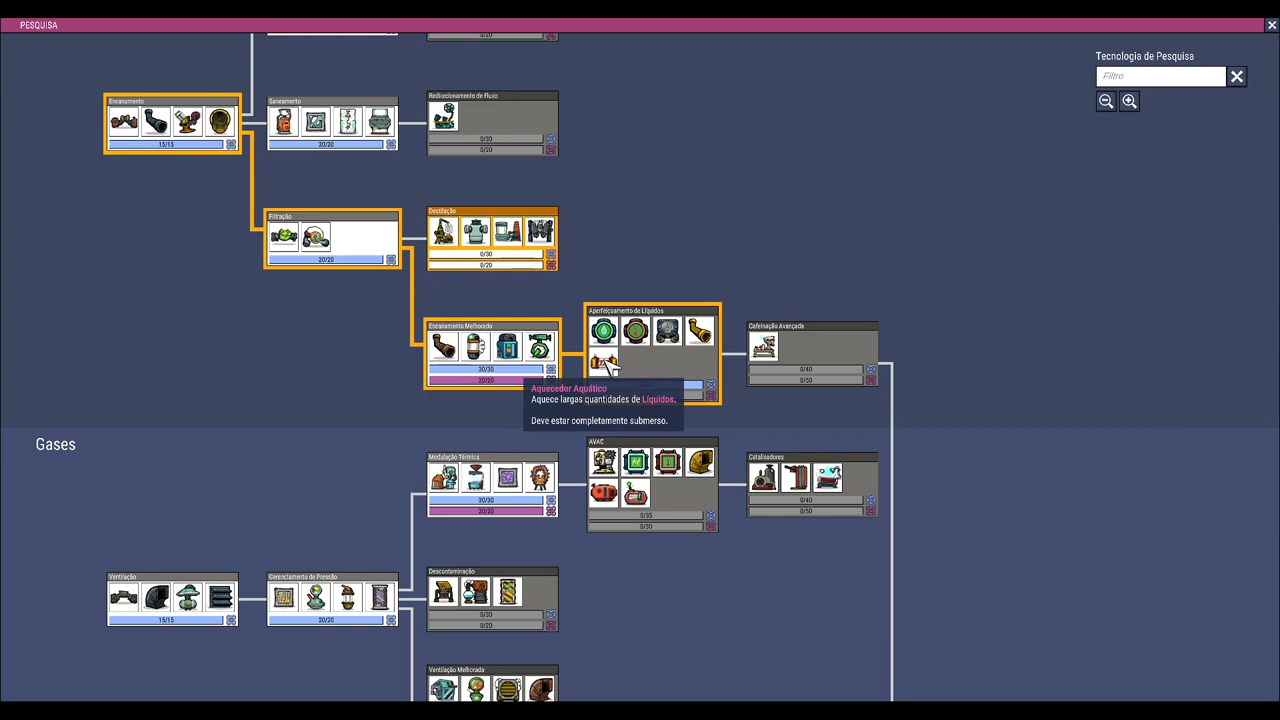 PESQUISA
Tecnologia de Pesquisa
Filtro
0/20
Encanamento
15/15
Saneamento
20/20
Redirecionamento de Fluxo
0/30
0/20
Filtração
20/20
Destilação
0/30
0/20
Encanamento Melhorado
30/30
20/20
Aperfeiçoamento de Líquidos
Cafeinação Avançada
0/40
0/50
Aquecedor Aquático
Aquece largas quantidades de Líquidos.
Deve estar completamente submerso.
Gases
Modulação Térmica
30/30
20/20
AVAC
0/35
0/30
Catalisadores
0/40
0/50
Ventilação
15/15
Gerenciamento de Pressão
20/20
Descontaminação
0/30
0/20
Ventilação Melhorada